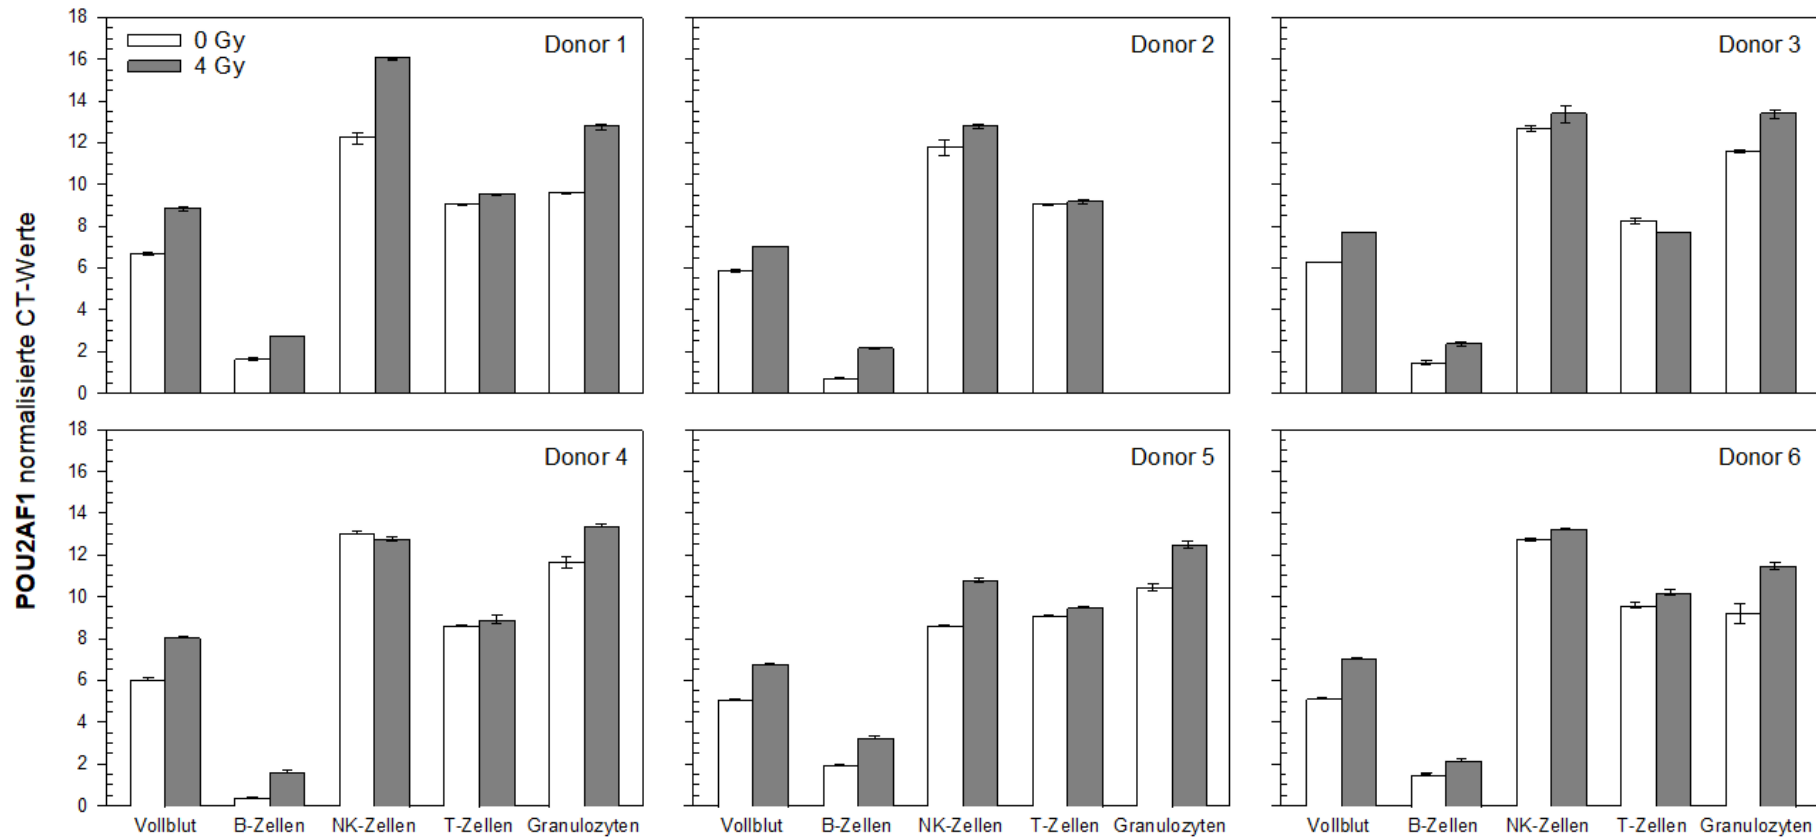 POU2AF1 normalisierte CT-Werte
18
16
14
12
10
8
6
4
2
0
0 Gy
4 Gy
Donor 1
Donor 2
Donor 3
18
16
14
12
10
8
6
4
2
0
Donor 4
Donor 5
Donor 6
Vollblut B-Zellen NK-Zellen T-Zellen Granulozyten
Vollblut B-Zellen NK-Zellen T-Zellen Granulozyten
Vollblut B-Zellen NK-Zellen T-Zellen Granulozyten